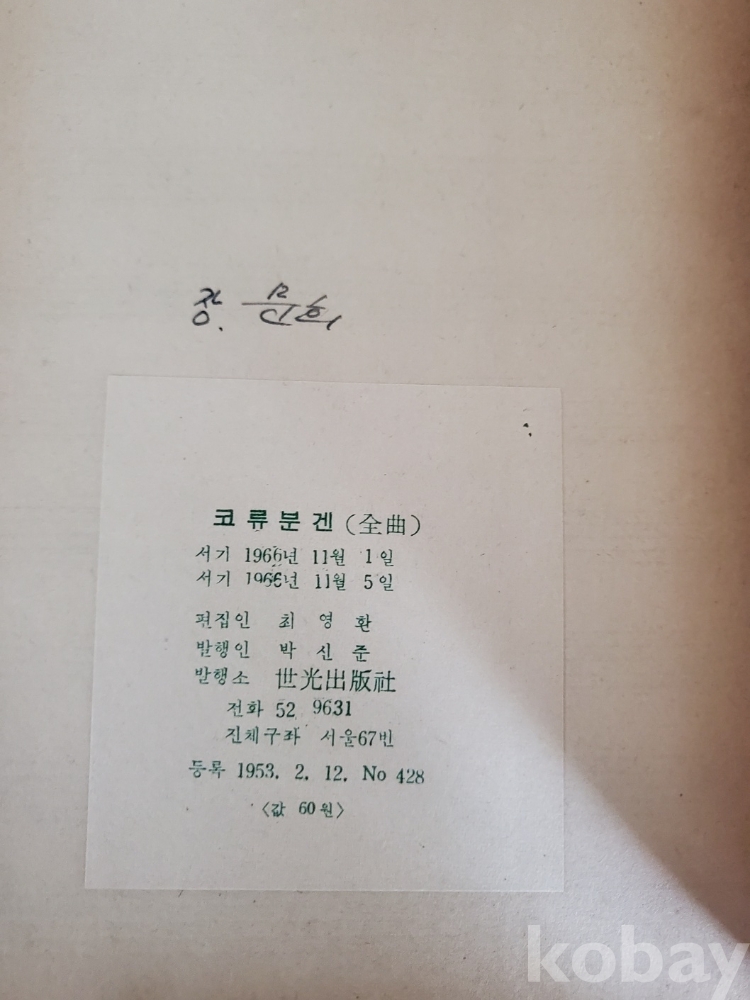 장.
코류분겐 (全曲)
서기 1966년 11월 1일
서기 1966년 11월 5일
편집인 최영환
발행인 박신준
발행소 世光出版社
전화 52 9631
진체구좌 서울67번
등록 1953. 2. 12. No 428
〈값 60원〉
kobay